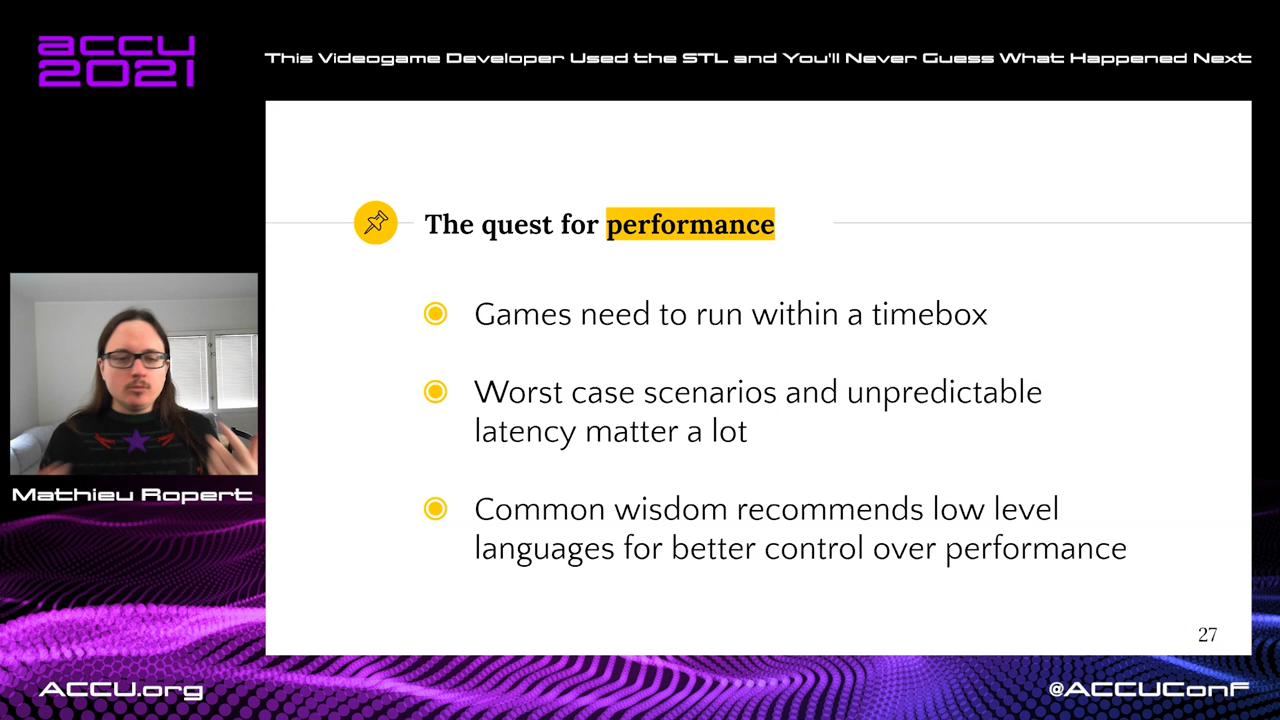 accu
2021
This Videogame Developer Used the STL and You'll Never Guess What Happened Next
The quest for performance
Games need to run within a timebox
Worst case scenarios and unpredictable
latency matter a lot
Common wisdom recommends low level
languages for better control over performance
27
Mathieu Ropert
ACCU.org
@ACCUConf